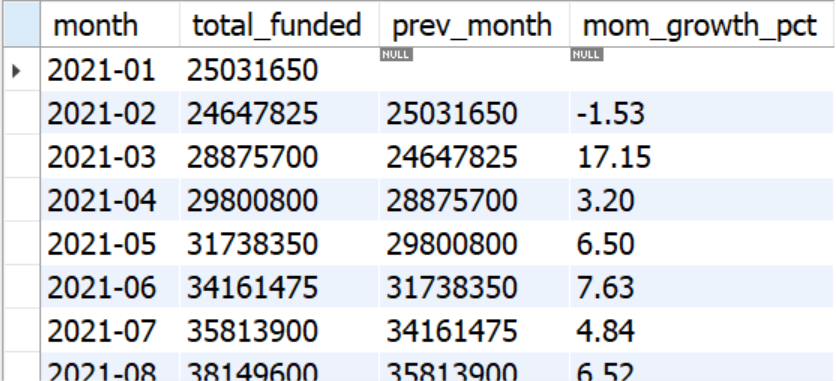 month total_funded prev_month mom_growth_pct
2021-01 25031650 NULL NULL
2021-02 24647825 25031650 -1.53
2021-03 28875700 24647825 17.15
2021-04 29800800 28875700 3.20
2021-05 31738350 29800800 6.50
2021-06 34161475 31738350 7.63
2021-07 35813900 34161475 4.84
2021-08 38149600 35813900 6.52